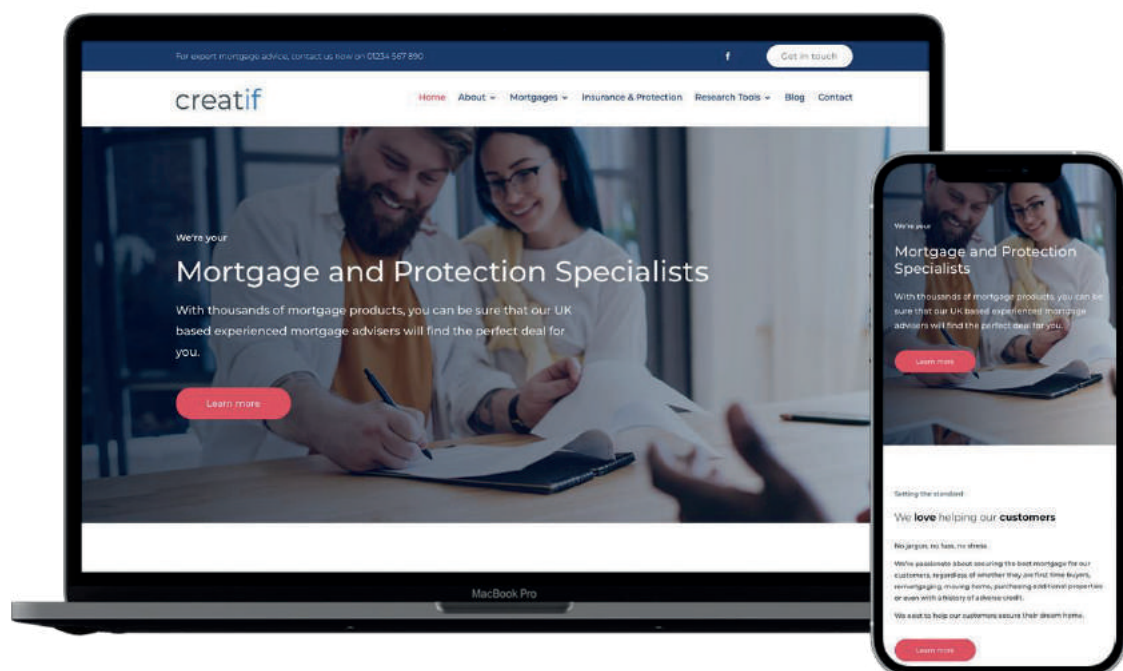 For expert mortgage advice, contact us now on 01234 567 890
f
Get in touch
creatif
Home About Mortgages Insurance & Protection Research Tools Blog Contact
We're your
Mortgage and Protection Specialists
With thousands of mortgage products, you can be sure that our UK
based experienced mortgage advisers will find the perfect deal for
you.
Learn more
MacBook Pro
We're your
Mortgage and Protection
Specialists
With thousands of mortgage products, you can be
sure that our UK based experienced mortgage
advisers will find the perfect deal for you.
Learn more
Setting the standard
We love helping our customers
No jargon, no fuss, no stress.
We're passionate about securing the best mortgage for our
customers, regardless of whether they are first time buyers,
remortgaging, moving home, purchasing additional properties
or even with a history of adverse credit.
We exist to help our customers secure their dream home.
Learn more